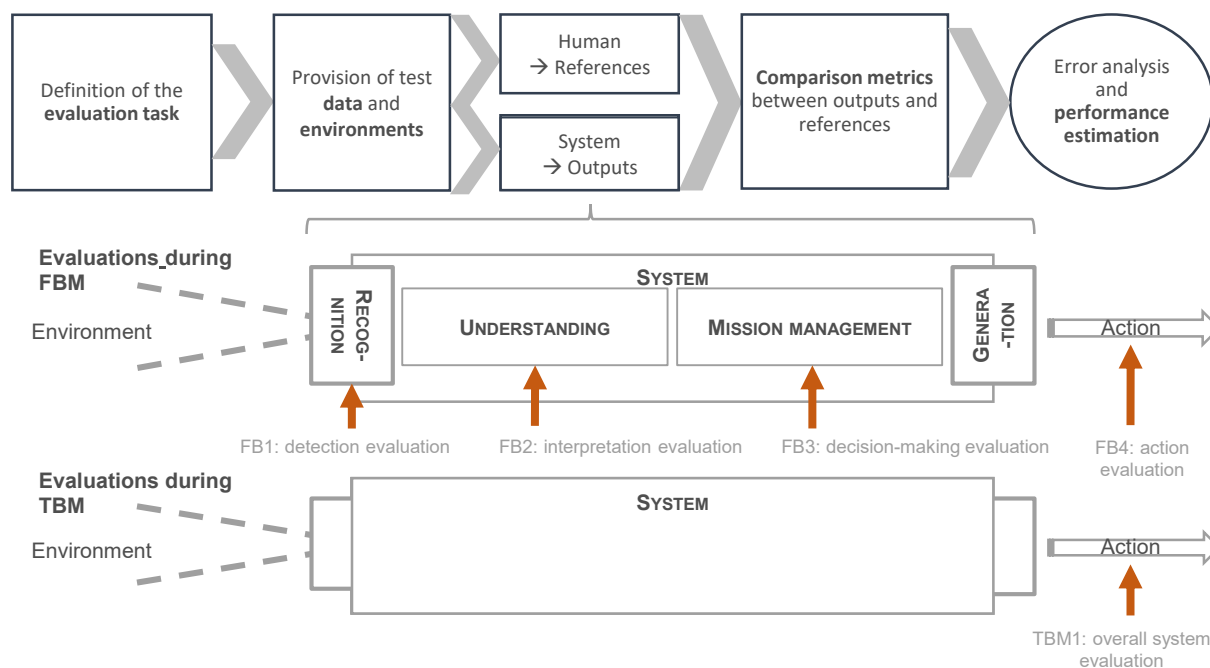 Definition of the
evaluation task
Provision of test
data and
environments
Human
→ References
System
→ Outputs
Comparison metrics
between outputs and
references
Error analysis
and
performance
estimation
Evaluations during
FBM
Environment
SYSTEM
RECOG-
NITION
UNDERSTANDING
MISSION MANAGEMENT
GENERA
-TION
Action
FB1: detection evaluation
FB2: interpretation evaluation
FB3: decision-making evaluation
FB4: action
evaluation
Evaluations during
TBM
Environment
SYSTEM
Action
TBM1: overall system
evaluation